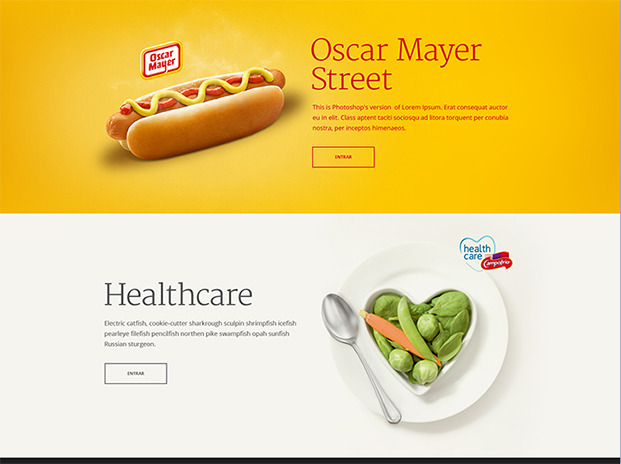 Oscar
Mayer
Oscar Mayer
Street
This is Photoshop's version of Lorem Ipsum. Erat consequat auctor
eu in elit. Class aptent taciti sociosqu ad litora torquent per conubia
nostra, per inceptos himenaeos.
ENTRAR
health
care
Campofrío
Healthcare
Electric catfish, cookie-cutter sharkrough sculpin shrimpfish icefish
pearleye filefish pencilfish northen pike swampfish opah sunfish
Russian sturgeon.
ENTRAR